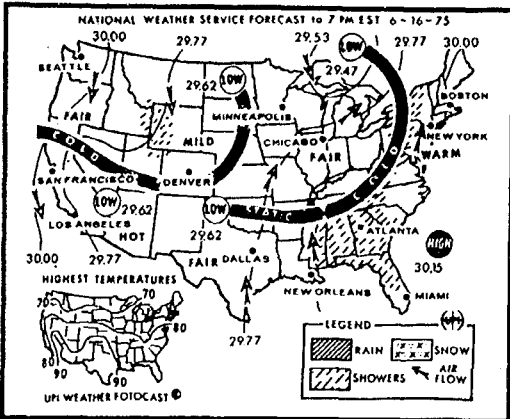 NATIONAL WEATHER SERVICE FORECAST to 7 PM EST 6-16-75
30.00 29.77 29.53 LOW 29.77 30.00
SEATTLE
LOW
29.62 29.47
BOSTON
FAIR
MINNEAPOLIS
NEW YORK
MILD
CHICAGO
FAIR
WARM
COLD
COLD
SAN FRANCISCO
DENVER
LOW
29.62
LOW
STATIC
LOS ANGELES
HOT
29.62
ATLANTA
HIGH
30.00 29.77
FAIR
DALLAS
30.15
HIGHEST TEMPERATURES
NEW ORLEANS
MIAMI
70 70
80
29.77
LEGEND
UPI
RAIN
SNOW
SHOWERS
AIR
FLOW
80
90
90
UPI WEATHER FOTOCAST ©